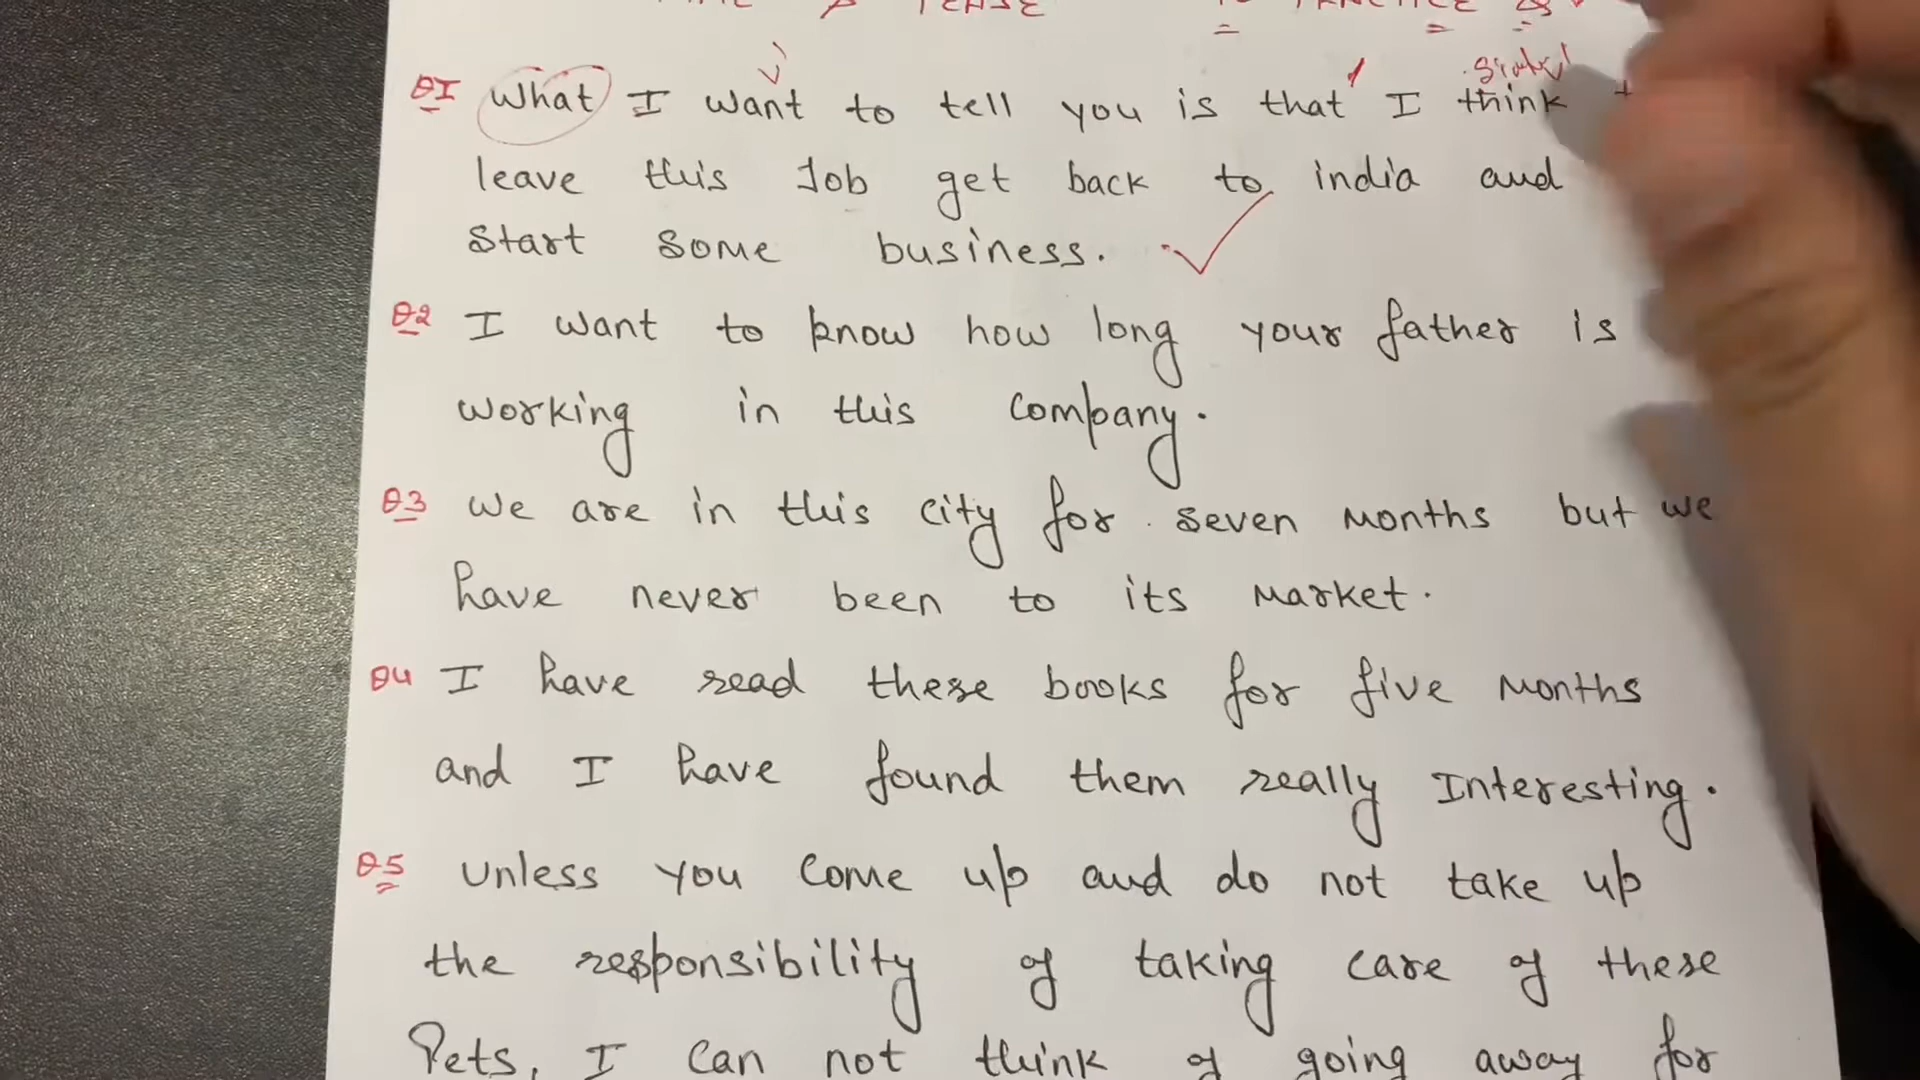 TENSE
Q1 What I want to tell you is that I think
leave this Job get back to india and
start some business.
Q2 I want to know how long your father is
working in this company.
Q3 We are in this city for seven months but we
have never been to its market.
Q4 I have read these books for five months
and I have found them really Interesting.
Q5 Unless you come up and do not take up
the responsibility of taking care of these
Pets, I can not think of going away for